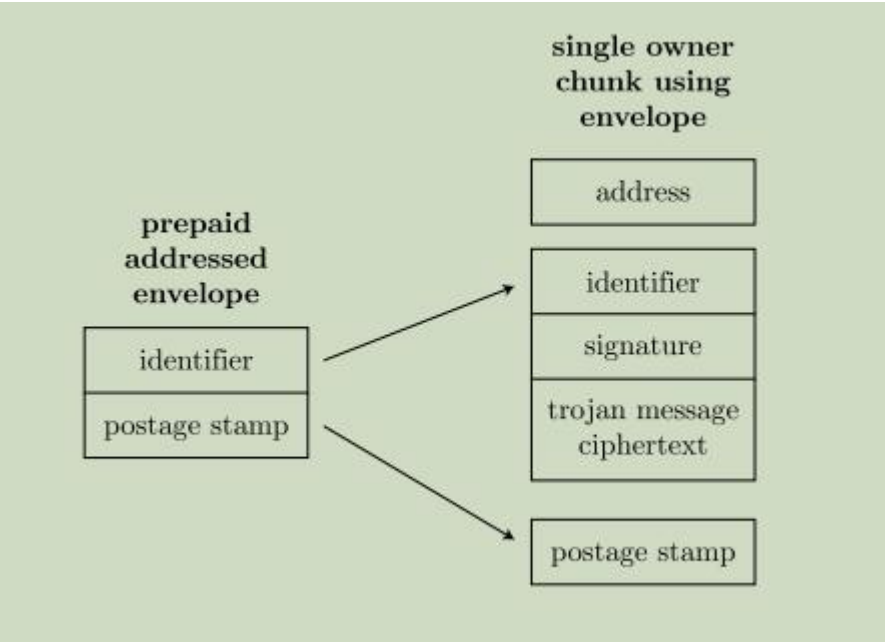 prepaid
addressed
envelope
identifier
postage stamp
single owner
chunk using
envelope
address
identifier
signature
trojan message
ciphertext
postage stamp